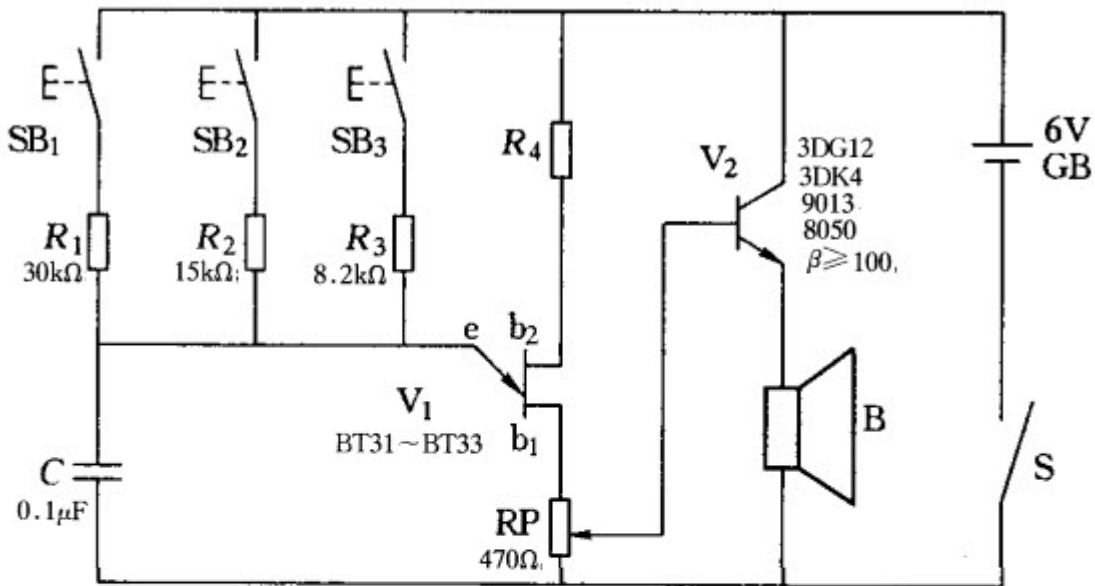 SB₁
SB₂
SB₃
R₄
V₂
3DG12
3DK4
9013
8050
β≥100
6V
GB
R₁
30kΩ
R₂
15kΩ
R₃
8.2kΩ
e
b₂
V₁
b₁
BT31～BT33
B
S
C
0.1μF
RP
470Ω